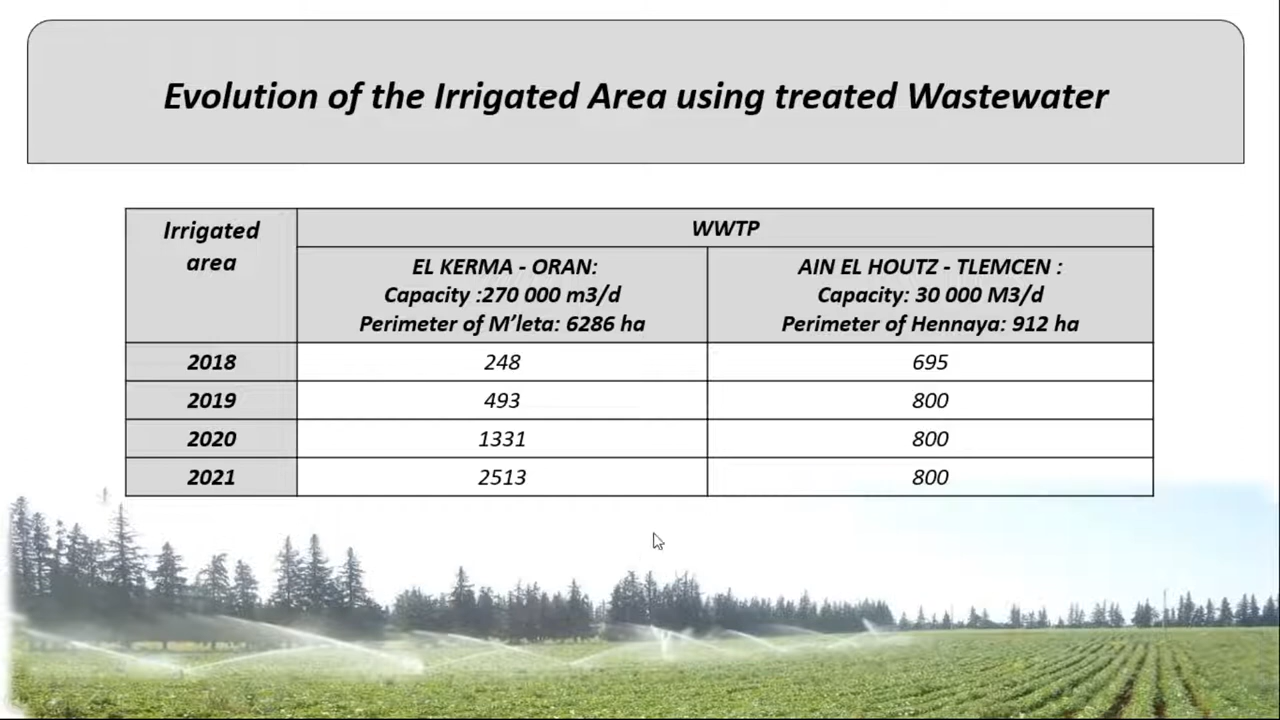 Evolution of the Irrigated Area using treated Wastewater
Irrigated
area
WWTP
EL KERMA - ORAN:
Capacity :270 000 m3/d
Perimeter of M’leta: 6286 ha
AIN EL HOUTZ - TLEMCEN :
Capacity: 30 000 M3/d
Perimeter of Hennaya: 912 ha
2018 248 695
2019 493 800
2020 1331 800
2021 2513 800